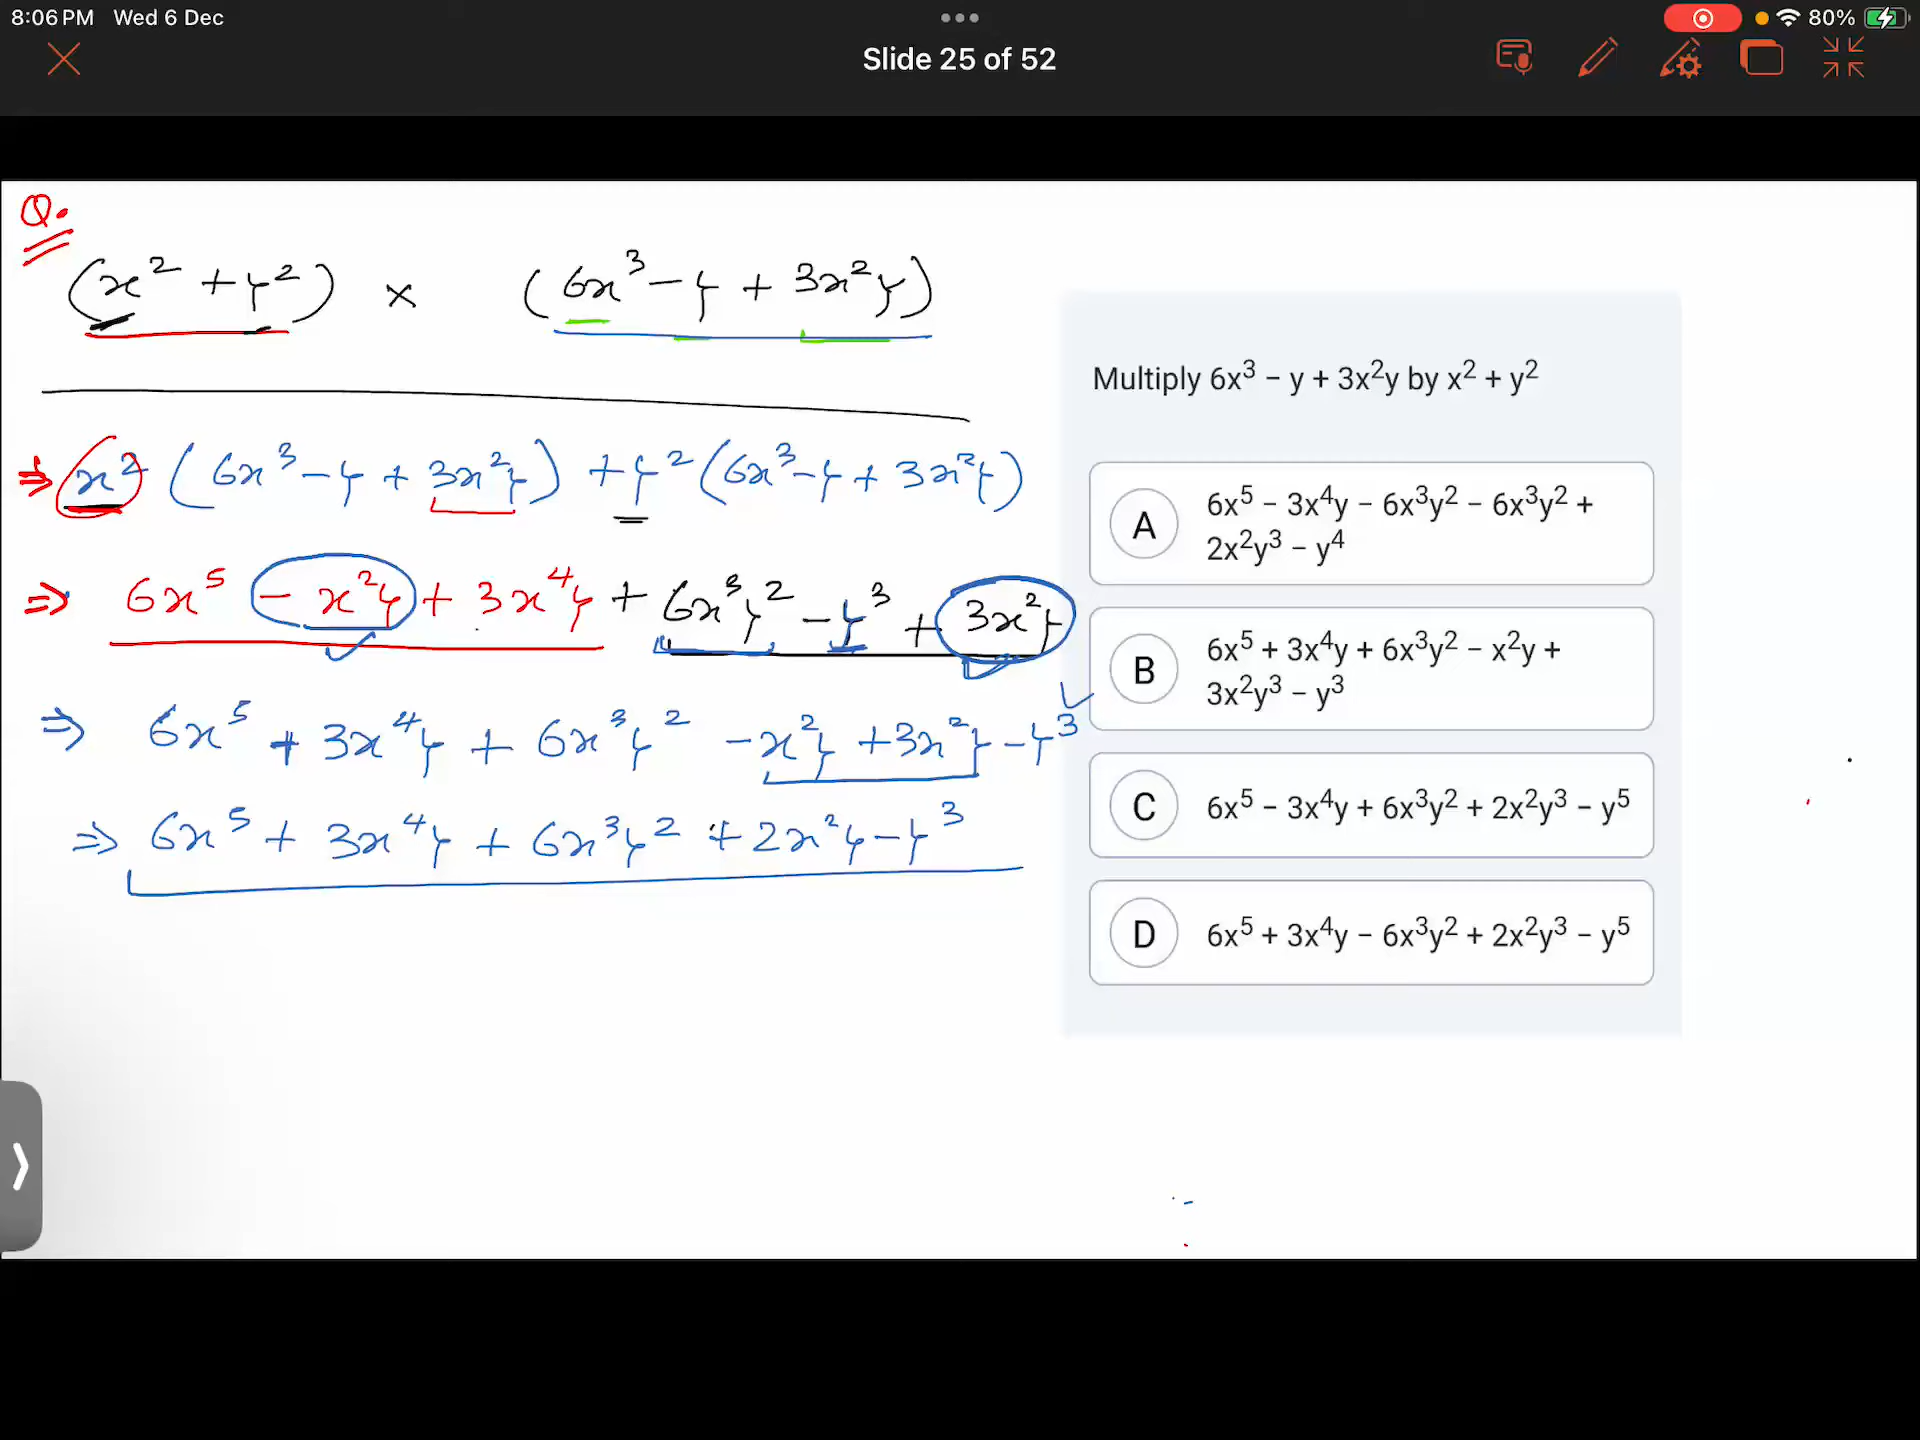 8:06 PM Wed 6 Dec
80%
Slide 25 of 52
Q.
(x² + y²) × (6x³ - y + 3x²y)
⇒ x² (6x³ - y + 3x²y) + y² (6x³ - y + 3x²y)
⇒ 6x⁵ - x²y + 3x⁴y + 6x³y² - y³ + 3x²y
⇒ 6x⁵ + 3x⁴y + 6x³y² - x²y + 3x²y - y³
⇒ 6x⁵ + 3x⁴y + 6x³y² + 2x²y - y³
Multiply 6x³ - y + 3x²y by x² + y²
A 6x⁵ - 3x⁴y - 6x³y² - 6x³y² +
2x²y³ - y⁴
B 6x⁵ + 3x⁴y + 6x³y² - x²y +
3x²y³ - y³
C 6x⁵ - 3x⁴y + 6x³y² + 2x²y³ - y⁵
D 6x⁵ + 3x⁴y - 6x³y² + 2x²y³ - y⁵